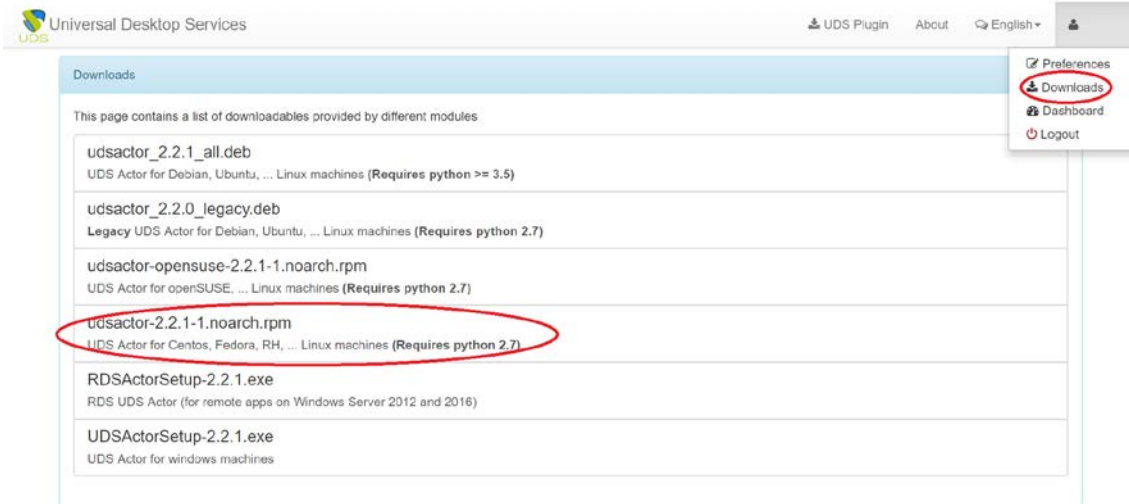 UDS
Universal Desktop Services
UDS Plugin About English
Preferences
Downloads
Dashboard
Logout
Downloads
This page contains a list of downloadables provided by different modules
udsactor_2.2.1_all.deb
UDS Actor for Debian, Ubuntu, ... Linux machines (Requires python >= 3.5)
udsactor_2.2.0_legacy.deb
Legacy UDS Actor for Debian, Ubuntu, ... Linux machines (Requires python 2.7)
udsactor-opensuse-2.2.1-1.noarch.rpm
UDS Actor for openSUSE, ... Linux machines (Requires python 2.7)
udsactor-2.2.1-1.noarch.rpm
UDS Actor for Centos, Fedora, RH, ... Linux machines (Requires python 2.7)
RDSActorSetup-2.2.1.exe
RDS UDS Actor (for remote apps on Windows Server 2012 and 2016)
UDSActorSetup-2.2.1.exe
UDS Actor for windows machines